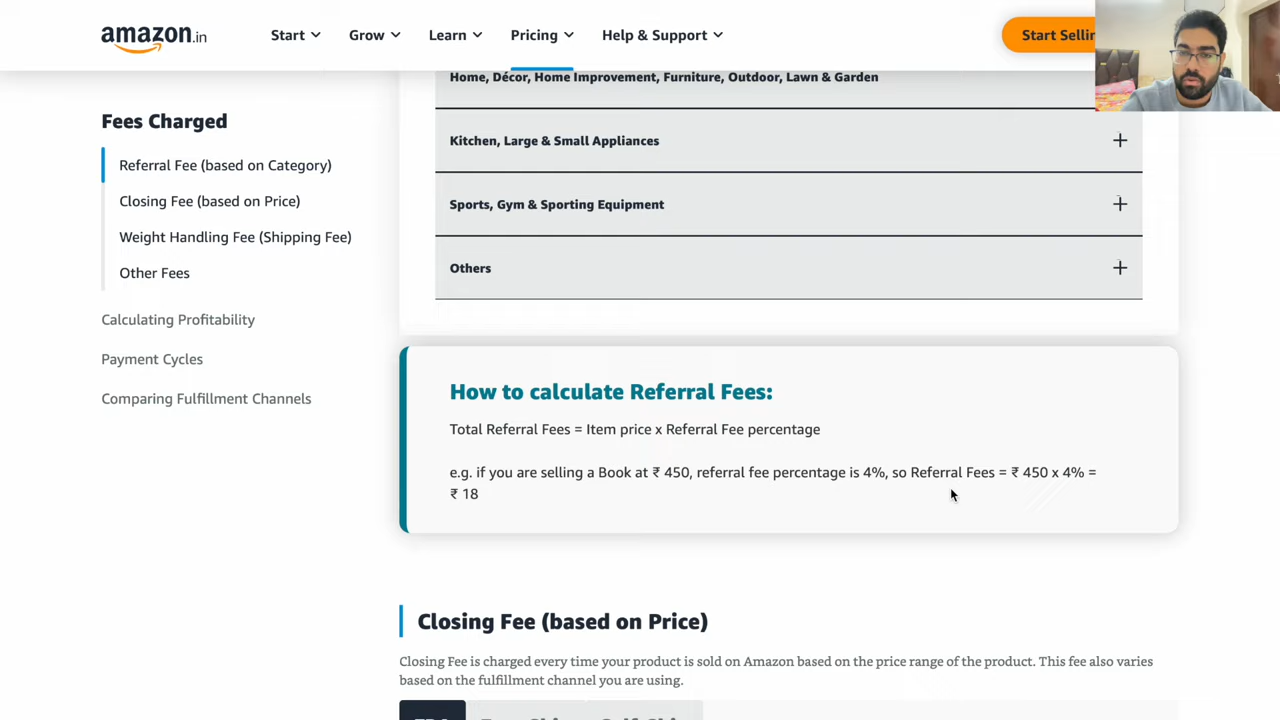 amazon.in
Start
Grow
Learn
Pricing
Help & Support
Start Sellin
Fees Charged
Referral Fee (based on Category)
Closing Fee (based on Price)
Weight Handling Fee (Shipping Fee)
Other Fees
Calculating Profitability
Payment Cycles
Comparing Fulfillment Channels
Home, Décor, Home Improvement, Furniture, Outdoor, Lawn & Garden
Kitchen, Large & Small Appliances
Sports, Gym & Sporting Equipment
Others
How to calculate Referral Fees:
Total Referral Fees = Item price x Referral Fee percentage
e.g. if you are selling a Book at ₹ 450, referral fee percentage is 4%, so Referral Fees = ₹ 450 x 4% =
₹ 18
Closing Fee (based on Price)
Closing Fee is charged every time your product is sold on Amazon based on the price range of the product. This fee also varies
based on the fulfillment channel you are using.